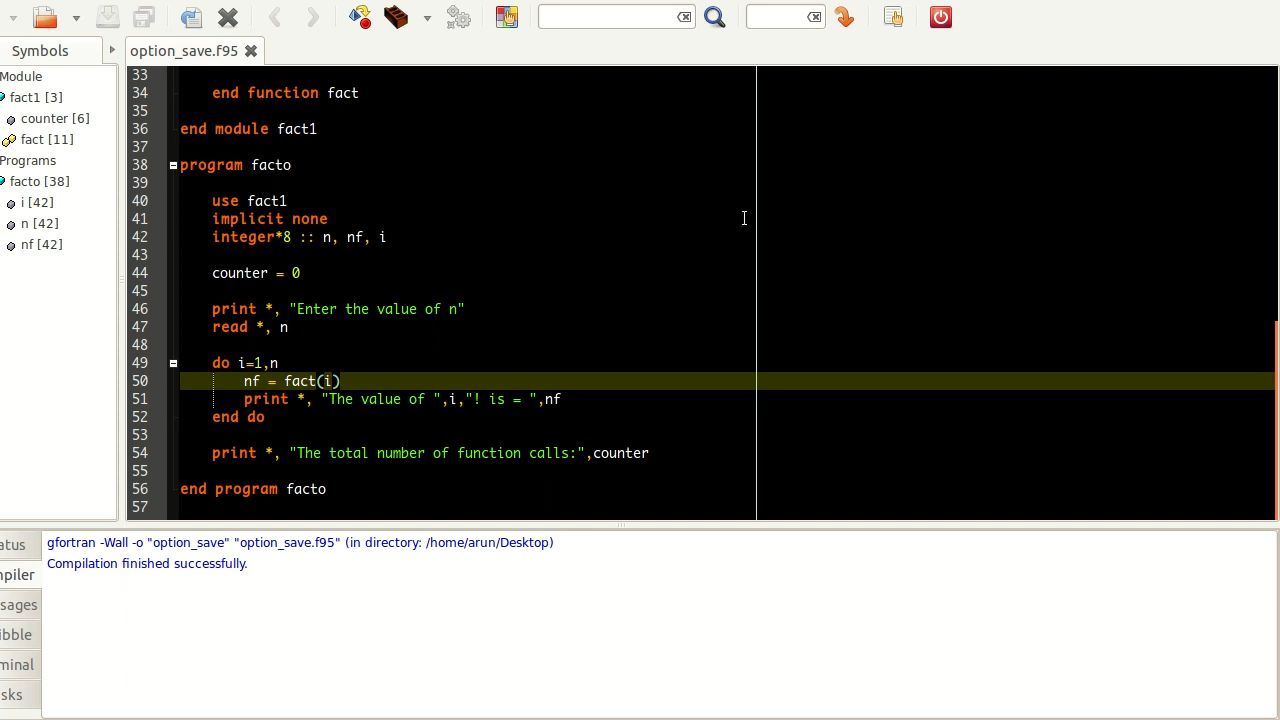 Symbols
option_save.f95
Module
fact1 [3]
counter [6]
fact [11]
Programs
facto [38]
i [42]
n [42]
nf [42]
33
34 end function fact
35
36 end module fact1
37
38 program facto
39
40 use fact1
41 implicit none
42 integer*8 :: n, nf, i
43
44 counter = 0
45
46 print *, "Enter the value of n"
47 read *, n
48
49 do i=1,n
50 nf = fact(i)
51 print *, "The value of ",i,"! is = ",nf
52 end do
53
54 print *, "The total number of function calls:",counter
55
56 end program facto
57
atus
mpiler
sages
ibble
minal
sks
gfortran -Wall -o "option_save" "option_save.f95" (in directory: /home/arun/Desktop)
Compilation finished successfully.